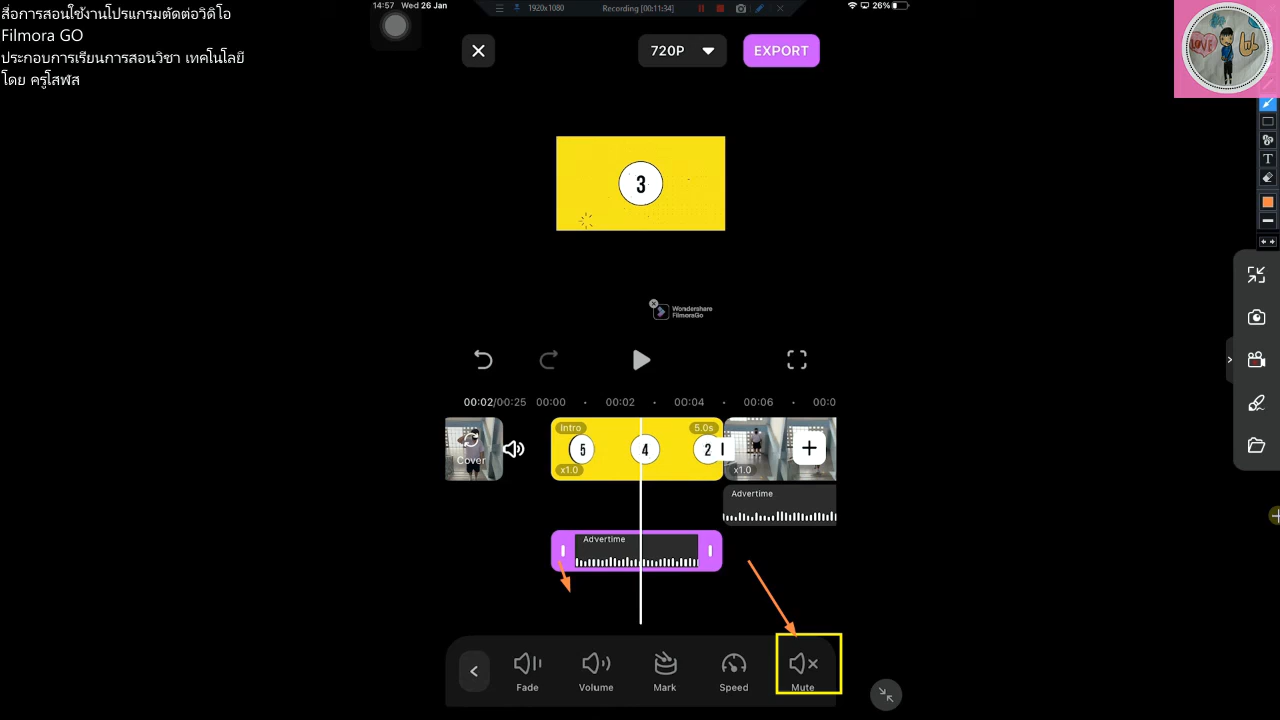 สื่อการสอนใช้งานโปรแกรมตัดต่อวิดิโอ
Filmora GO
ประกอบการเรียนการสอนวิชา เทคโนโลยี
โดย ครูโสฬส
14:57 Wed 26 Jan
1920x1080
Recording [00:11:34]
26%
LOVE
720P
EXPORT
3
Wondershare
FilmoraGo
00:02/00:25 00:00 00:02 00:04 00:06 00:0
Cover
Intro
5.0s
5
4
2
x1.0
x1.0
Advertime
Advertime
Fade
Volume
Mark
Speed
Mute
T